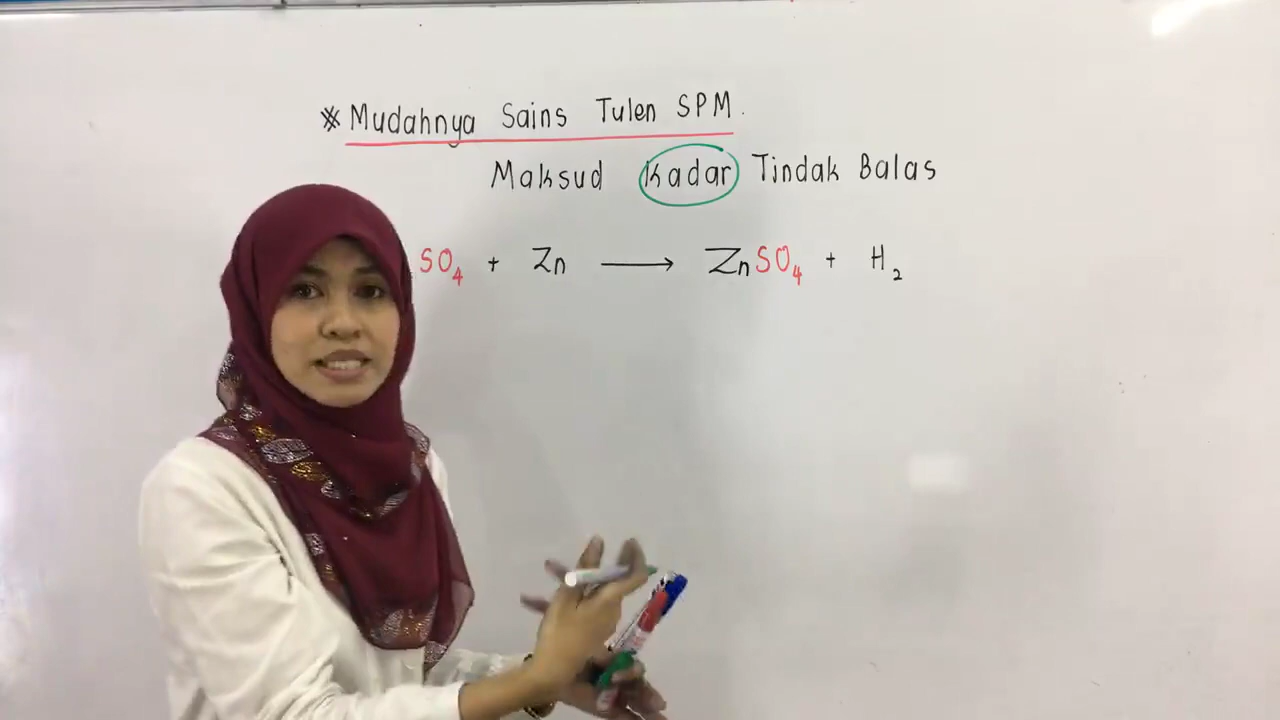 * Mudahnya Sains Tulen SPM.
Maksud Kadar Tindak Balas
SO₄ + Zn ⟶ ZnSO₄ + H₂